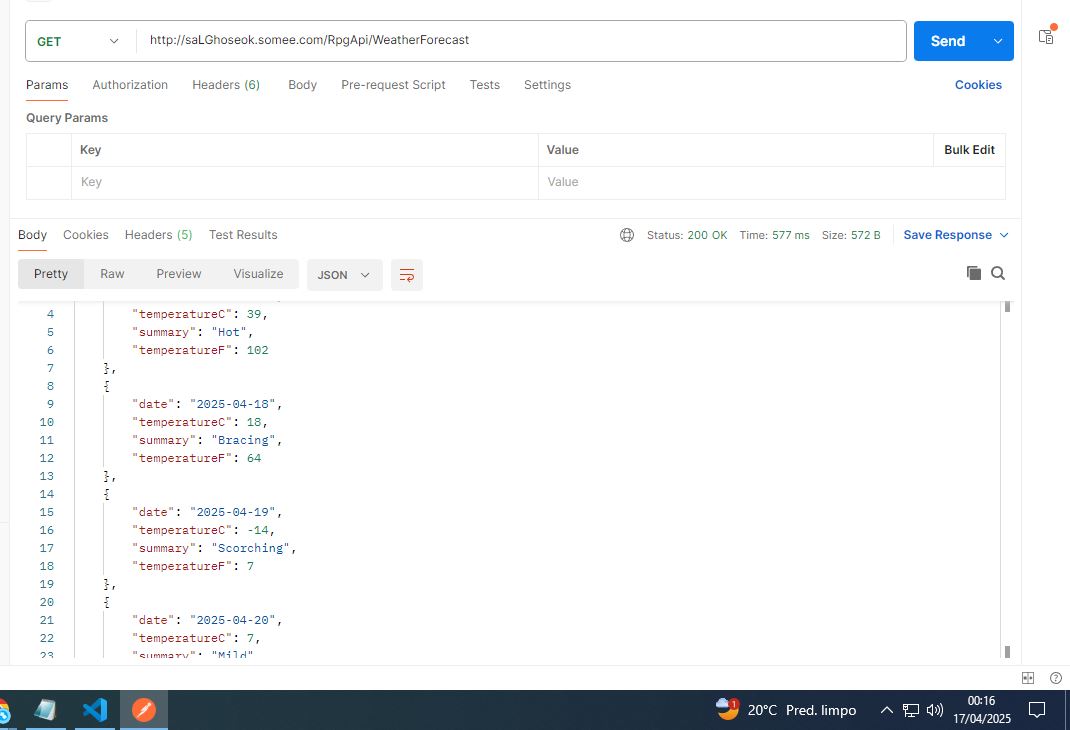 GET http://saLGhoseok.somee.com/RpgApi/WeatherForecast Send
Params Authorization Headers (6) Body Pre-request Script Tests Settings Cookies
Query Params
Key Value Bulk Edit
Key Value
Body Cookies Headers (5) Test Results Status: 200 OK Time: 577 ms Size: 572 B Save Response
Pretty Raw Preview Visualize JSON
4 "temperatureC": 39,
5 "summary": "Hot",
6 "temperatureF": 102
7 },
8 {
9 "date": "2025-04-18",
10 "temperatureC": 18,
11 "summary": "Bracing",
12 "temperatureF": 64
13 },
14 {
15 "date": "2025-04-19",
16 "temperatureC": -14,
17 "summary": "Scorching",
18 "temperatureF": 7
19 },
20 {
21 "date": "2025-04-20",
22 "temperatureC": 7,
23 "summary": "Mild"
1 20°C Pred. limpo 00:16
17/04/2025